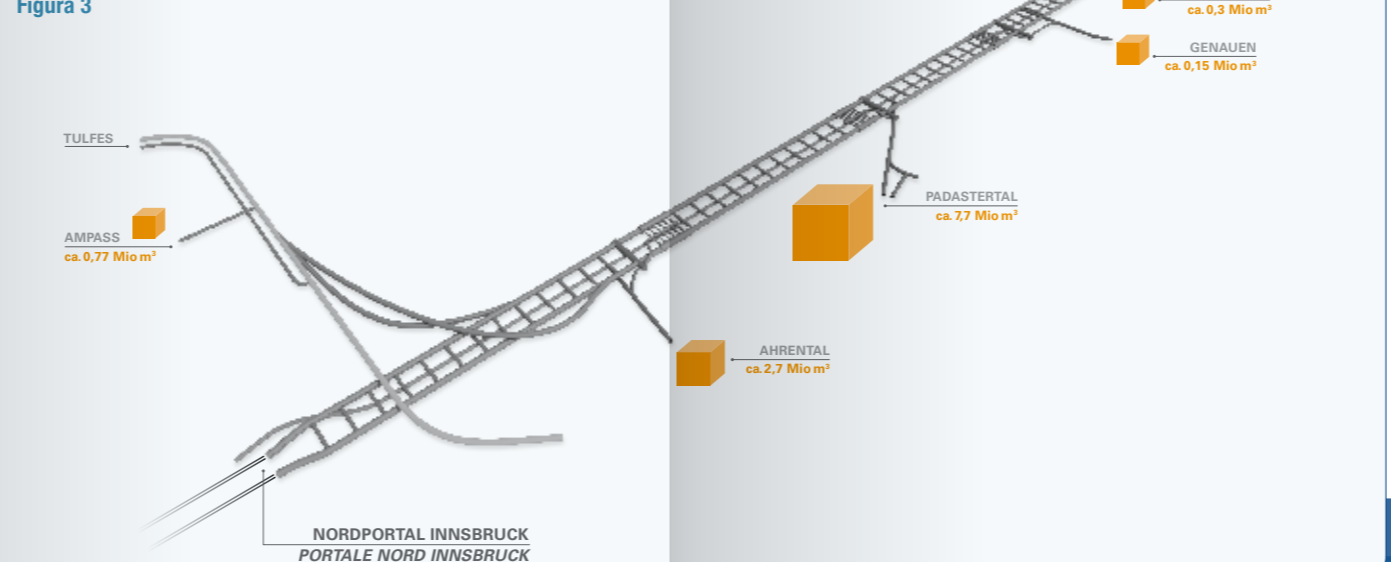 Figura 3
ca. 0,3 Mio m³
GENAUEN
ca. 0,15 Mio m³
TULFES
PADASTERTAL
ca. 7,7 Mio m³
AMPASS
ca. 0,77 Mio m³
AHRENTAL
ca. 2,7 Mio m³
NORDPORTAL INNSBRUCK
PORTALE NORD INNSBRUCK